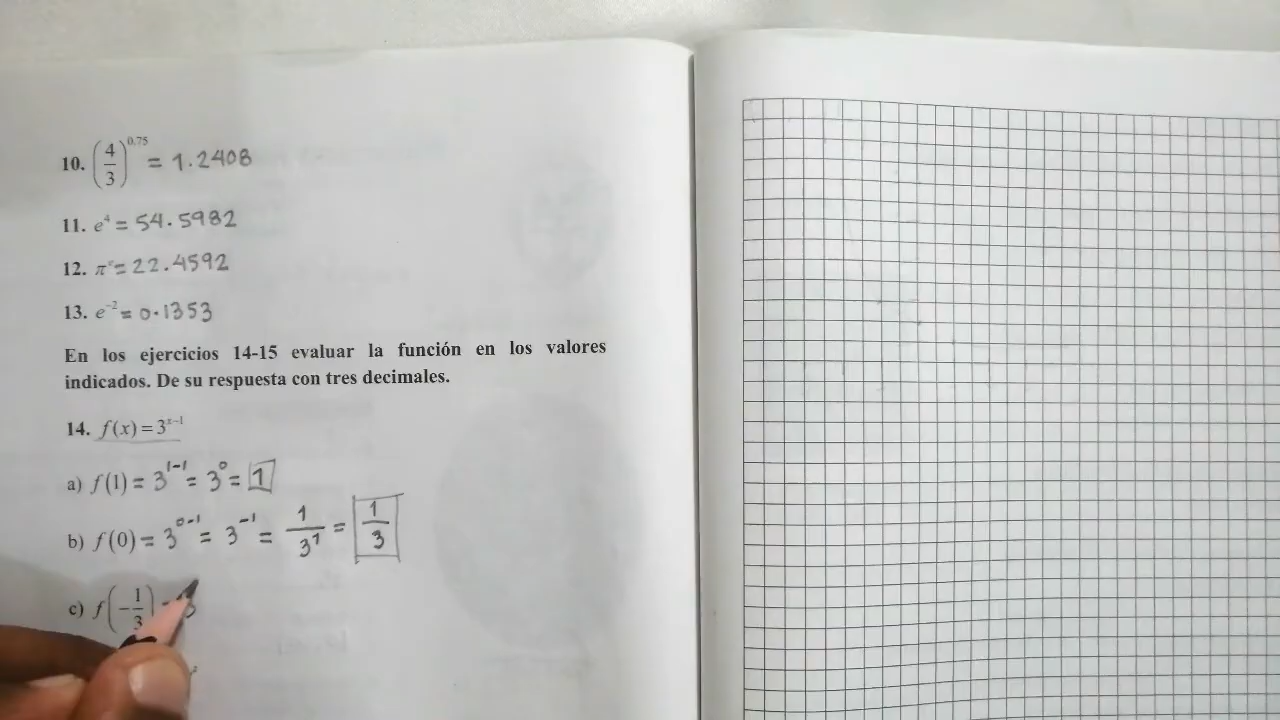 10. (4/3)^0.75 = 1.2408
11. e^4 = 54.5982
12. π^e = 22.4592
13. e^-2 = 0.1353
En los ejercicios 14-15 evaluar la función en los valores
indicados. De su respuesta con tres decimales.
14. f(x) = 3^x-1
a) f(1) = 3^1-1 = 3^0 = 1
b) f(0) = 3^0-1 = 3^-1 = 1/3^1 = 1/3
c) f(-1/3) = 3